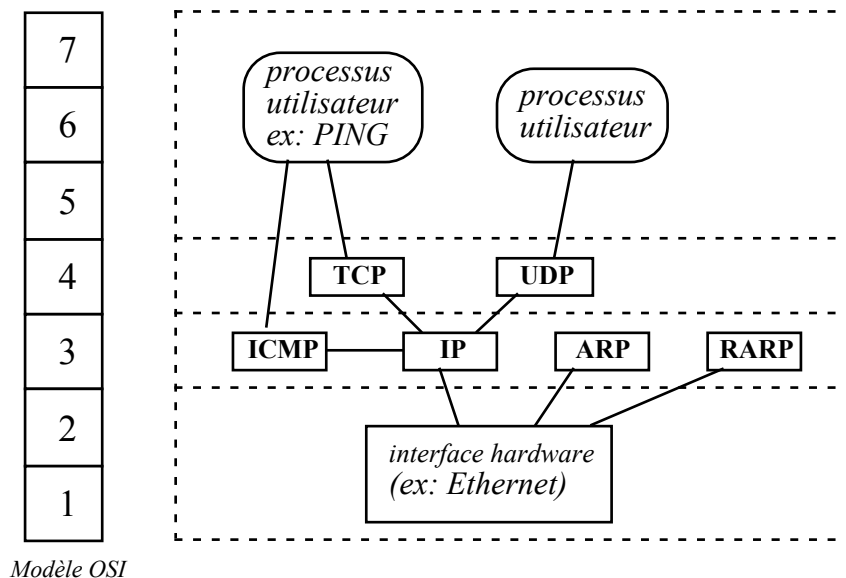 7
6
5
4
3
2
1
Modèle OSI
processus
utilisateur
ex: PING
processus
utilisateur
TCP
UDP
ICMP
IP
ARP
RARP
interface hardware
(ex: Ethernet)